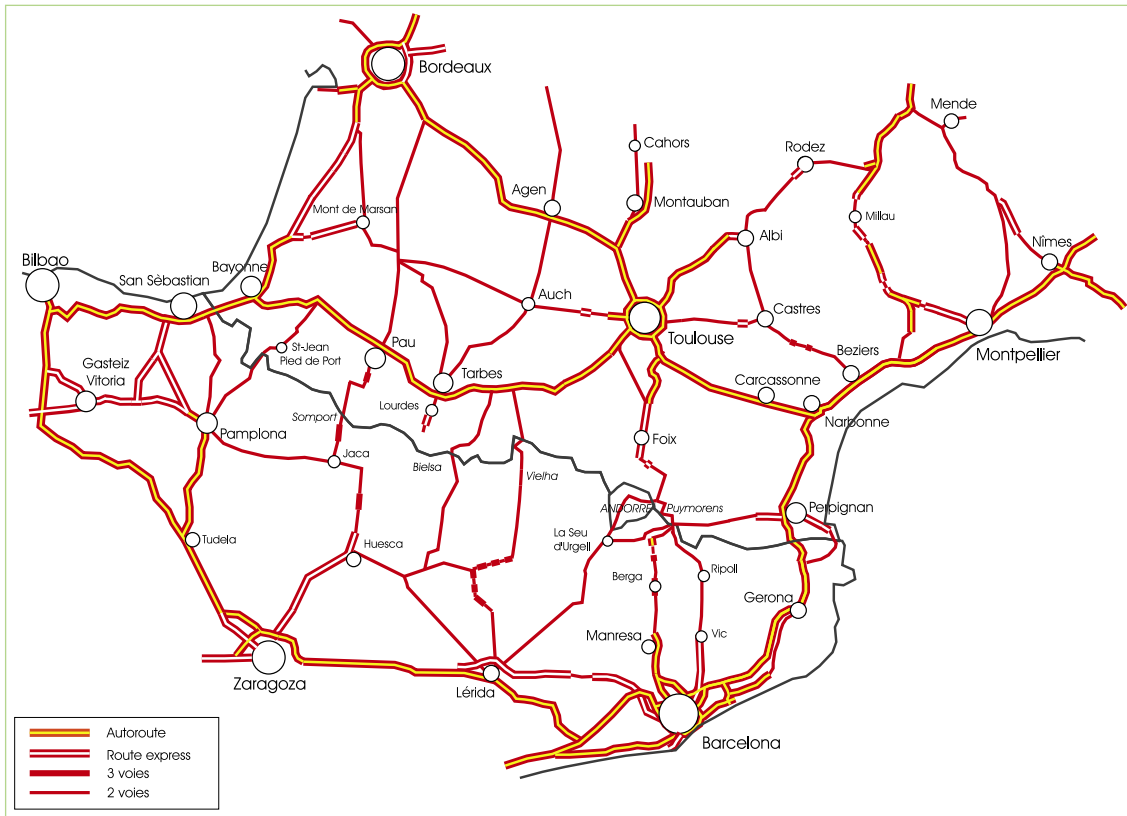 Bordeaux
Mende
Cahors
Rodez
Agen
Montauban
Mont de Marsan
Millau
Albi
Nîmes
Bilbao
San Sèbastian
Bayonne
Auch
Toulouse
Castres
Montpellier
St-Jean
Pied de Port
Pau
Gasteiz
Vitoria
Tarbes
Beziers
Carcassonne
Lourdes
Narbonne
Somport
Pamplona
Foix
Jaca
Bielsa
Vielha
ANDORRE
Puymorens
Perpignan
Tudela
La Seu
d'Urgell
Huesca
Berga
Ripoll
Gerona
Manresa
Vic
Zaragoza
Lérida
Barcelona
Autoroute
Route express
3 voies
2 voies